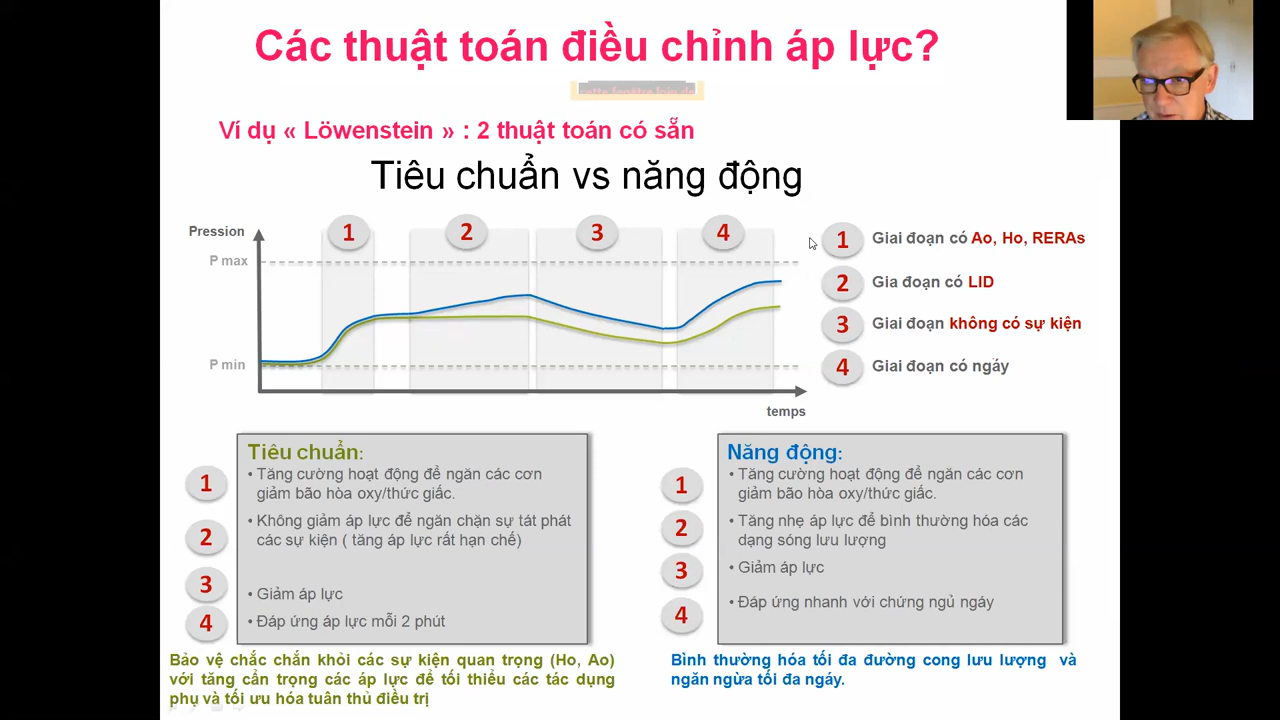 Các thuật toán điều chỉnh áp lực?
cette fenêtre loin de
Ví dụ « Löwenstein » : 2 thuật toán có sẵn
Tiêu chuẩn vs năng động
Pression
P max
P min
temps
1
2
3
4
1 Giai đoạn có Ao, Ho, RERAs
2 Gia đoạn có LID
3 Giai đoạn không có sự kiện
4 Giai đoạn có ngáy
Tiêu chuẩn:
1
• Tăng cường hoạt động để ngăn các cơn
giảm bão hòa oxy/thức giấc.
2
• Không giảm áp lực để ngăn chặn sự tát phát
các sự kiện ( tăng áp lực rất hạn chế)
3
• Giảm áp lực
4
• Đáp ứng áp lực mỗi 2 phút
Bảo vệ chắc chắn khỏi các sự kiện quan trọng (Ho, Ao)
với tăng cẩn trọng các áp lực để tối thiểu các tác dụng
phụ và tối ưu hóa tuân thủ điều trị
Năng động:
1
• Tăng cường hoạt động để ngăn các cơn
giảm bão hòa oxy/thức giấc.
2
• Tăng nhẹ áp lực để bình thường hóa các
dạng sóng lưu lượng
3
• Giảm áp lực
4
• Đáp ứng nhanh với chứng ngủ ngáy
Bình thường hóa tối đa đường cong lưu lượng và
ngăn ngừa tối đa ngáy.